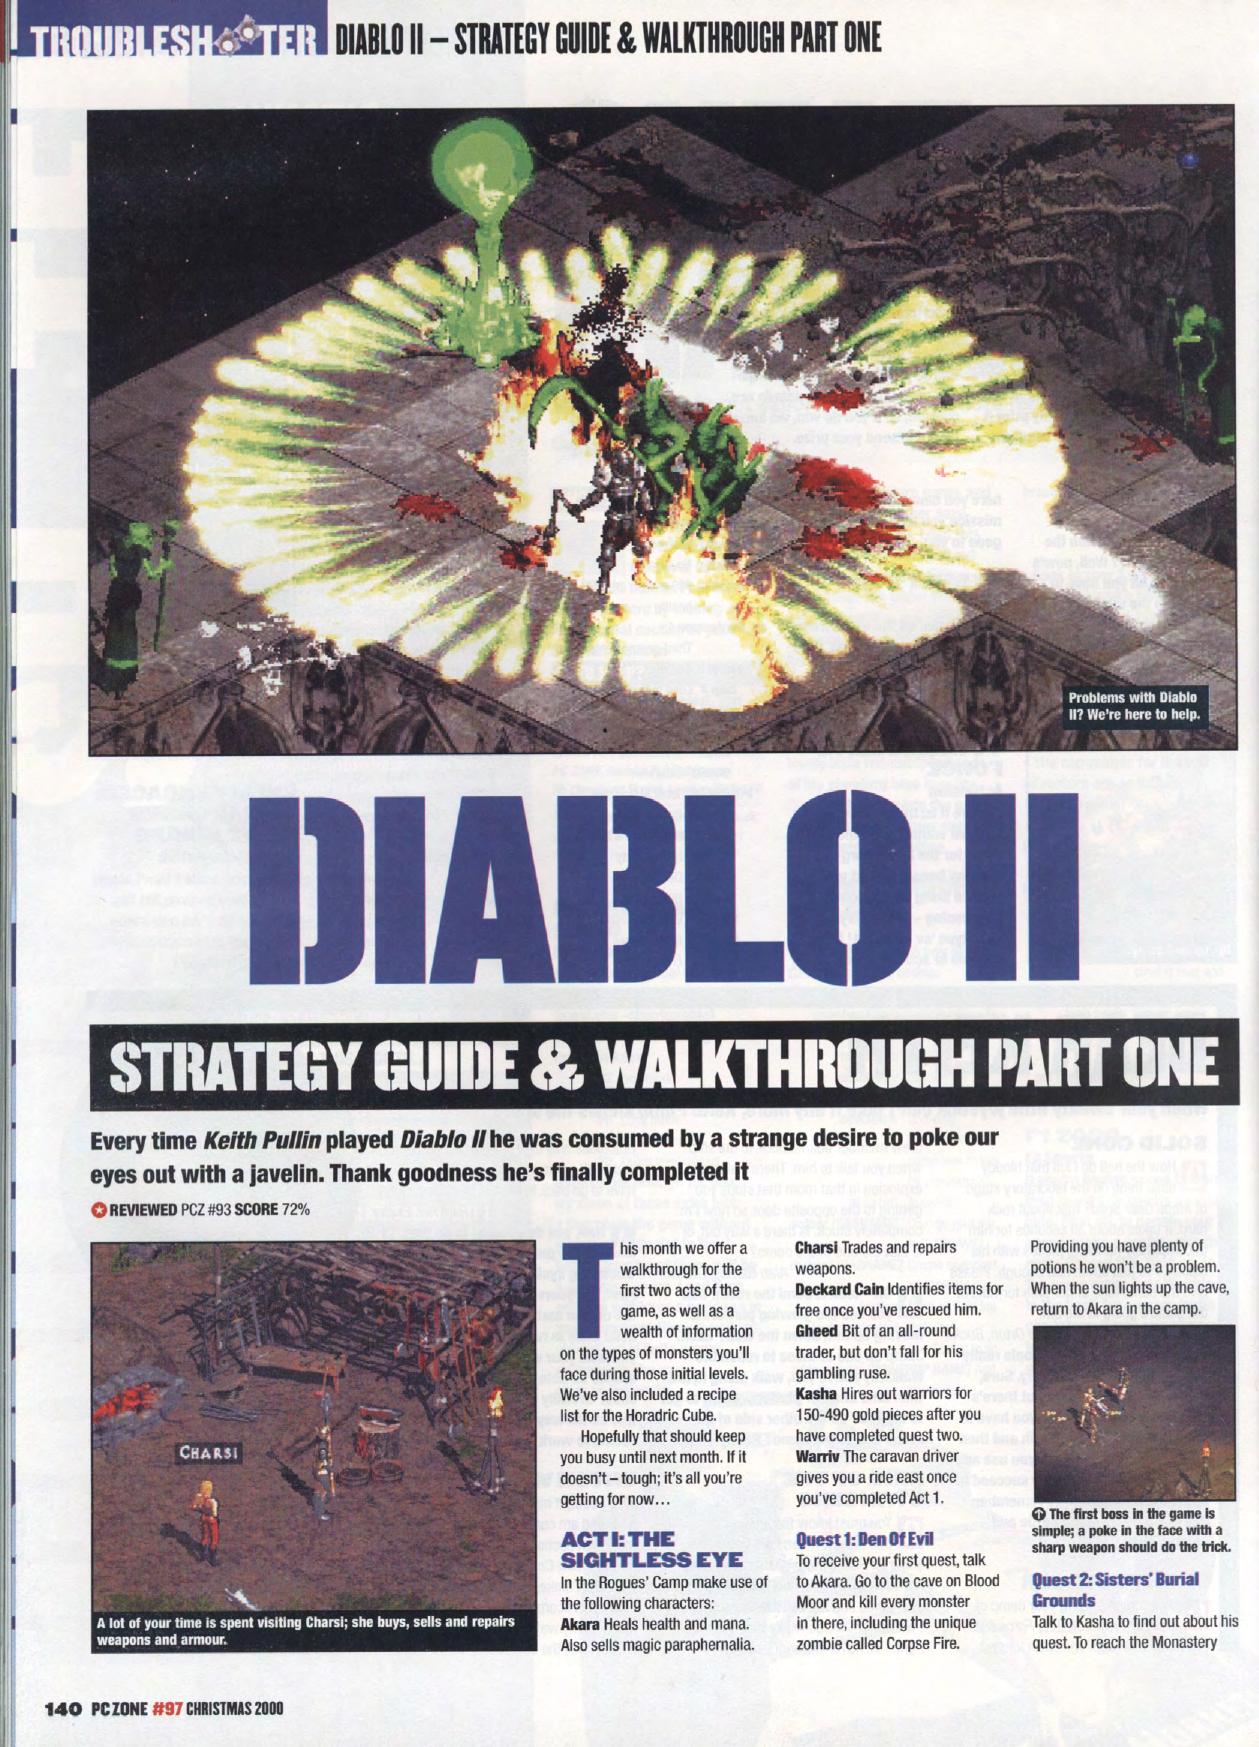 TROUBLESHOOTER DIABLO II – STRATEGY GUIDE & WALKTHROUGH PART ONE
Problems with Diablo
II? We're here to help.
DIABLO II
STRATEGY GUIDE & WALKTHROUGH PART ONE
Every time Keith Pullin played Diablo II he was consumed by a strange desire to poke our
eyes out with a javelin. Thank goodness he's finally completed it
REVIEWED PCZ #93 SCORE 72%
CHARSI
A lot of your time is spent visiting Charsi; she buys, sells and repairs
weapons and armour.
This month we offer a
walkthrough for the
first two acts of the
game, as well as a
wealth of information
on the types of monsters you'll
face during those initial levels.
We've also included a recipe
list for the Horadric Cube.
Hopefully that should keep
you busy until next month. If it
doesn't – tough; it's all you're
getting for now...
ACT I: THE
SIGHTLESS EYE
In the Rogues' Camp make use of
the following characters:
Akara Heals health and mana.
Also sells magic paraphernalia.
Charsi Trades and repairs
weapons.
Deckard Cain Identifies items for
free once you've rescued him.
Gheed Bit of an all-round
trader, but don't fall for his
gambling ruse.
Kasha Hires out warriors for
150-490 gold pieces after you
have completed quest two.
Warriv The caravan driver
gives you a ride east once
you've completed Act 1.
Quest 1: Den Of Evil
To receive your first quest, talk
to Akara. Go to the cave on Blood
Moor and kill every monster
in there, including the unique
zombie called Corpse Fire.
Providing you have plenty of
potions he won't be a problem.
When the sun lights up the cave,
return to Akara in the camp.
The first boss in the game is
simple; a poke in the face with a
sharp weapon should do the trick.
Quest 2: Sisters' Burial
Grounds
Talk to Kasha to find out about his
quest. To reach the Monastery
140 PCZONE #97 CHRISTMAS 2000